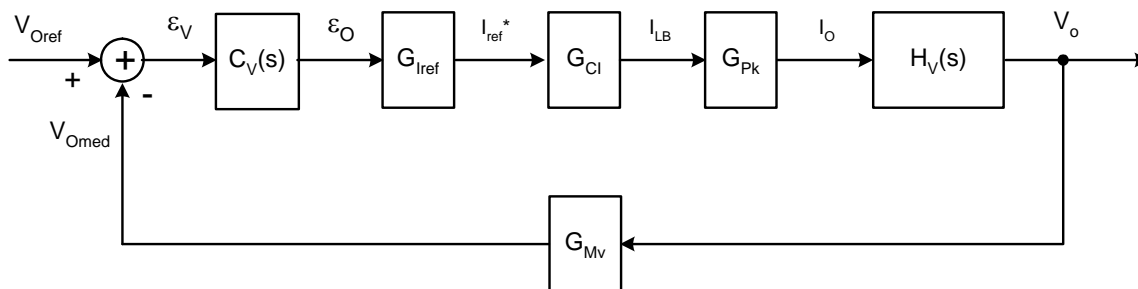 V_Oref
+
+
-
ε_V
C_V(s)
ε_O
G_Iref
I_ref*
G_CI
I_LB
G_Pk
I_O
H_V(s)
V_o
V_Omed
G_Mv